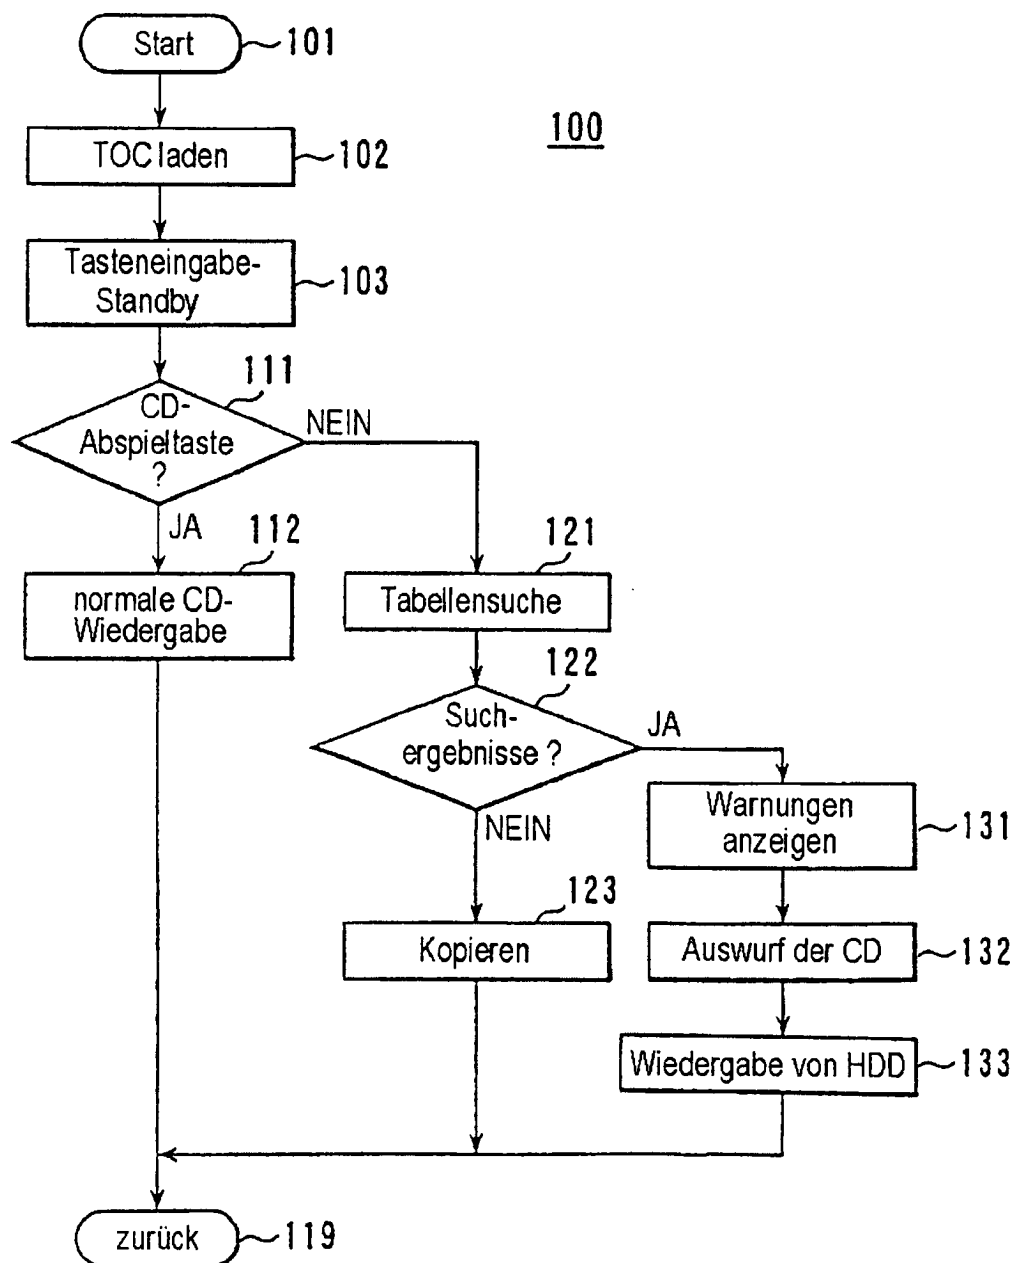 Start
101
100
TOC laden
102
Tasteneingabe-
Standby
103
111
CD-
Abspieltaste
?
NEIN
JA
112
normale CD-
Wiedergabe
121
Tabellensuche
122
Such-
ergebnisse ?
JA
NEIN
Warnungen
anzeigen
131
123
Kopieren
Auswurf der CD
132
Wiedergabe von HDD
133
zurück
119